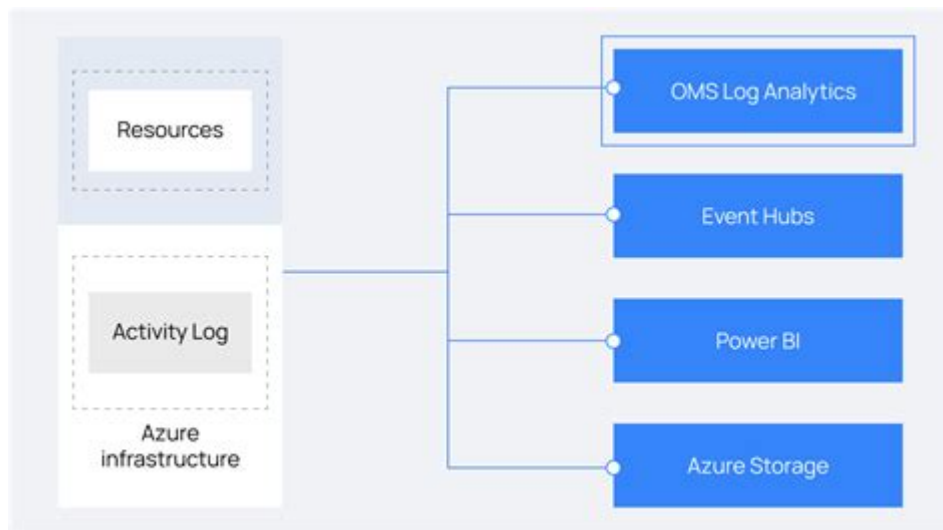 Resources
Activity Log
Azure
infrastructure
OMS Log Analytics
Event Hubs
Power BI
Azure Storage